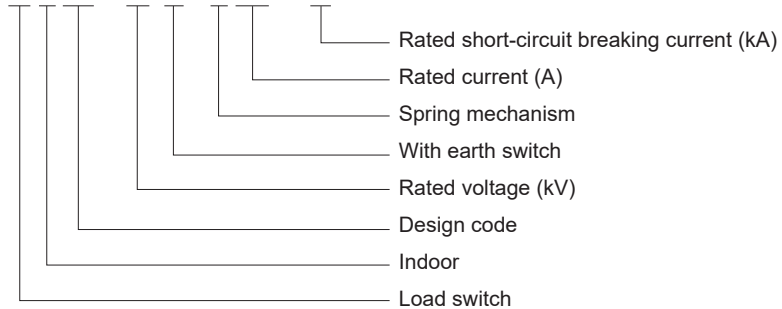 Rated short-circuit breaking current (kA)
Rated current (A)
Spring mechanism
With earth switch
Rated voltage (kV)
Design code
Indoor
Load switch